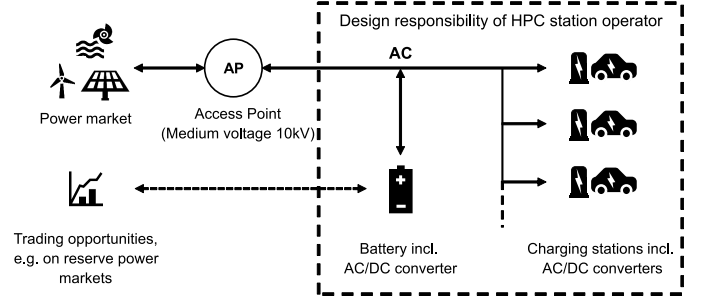 Design responsibility of HPC station operator
AP
AC
Power market
Access Point
(Medium voltage 10kV)
Trading opportunities,
e.g. on reserve power
markets
Battery incl.
AC/DC converter
Charging stations incl.
AC/DC converters